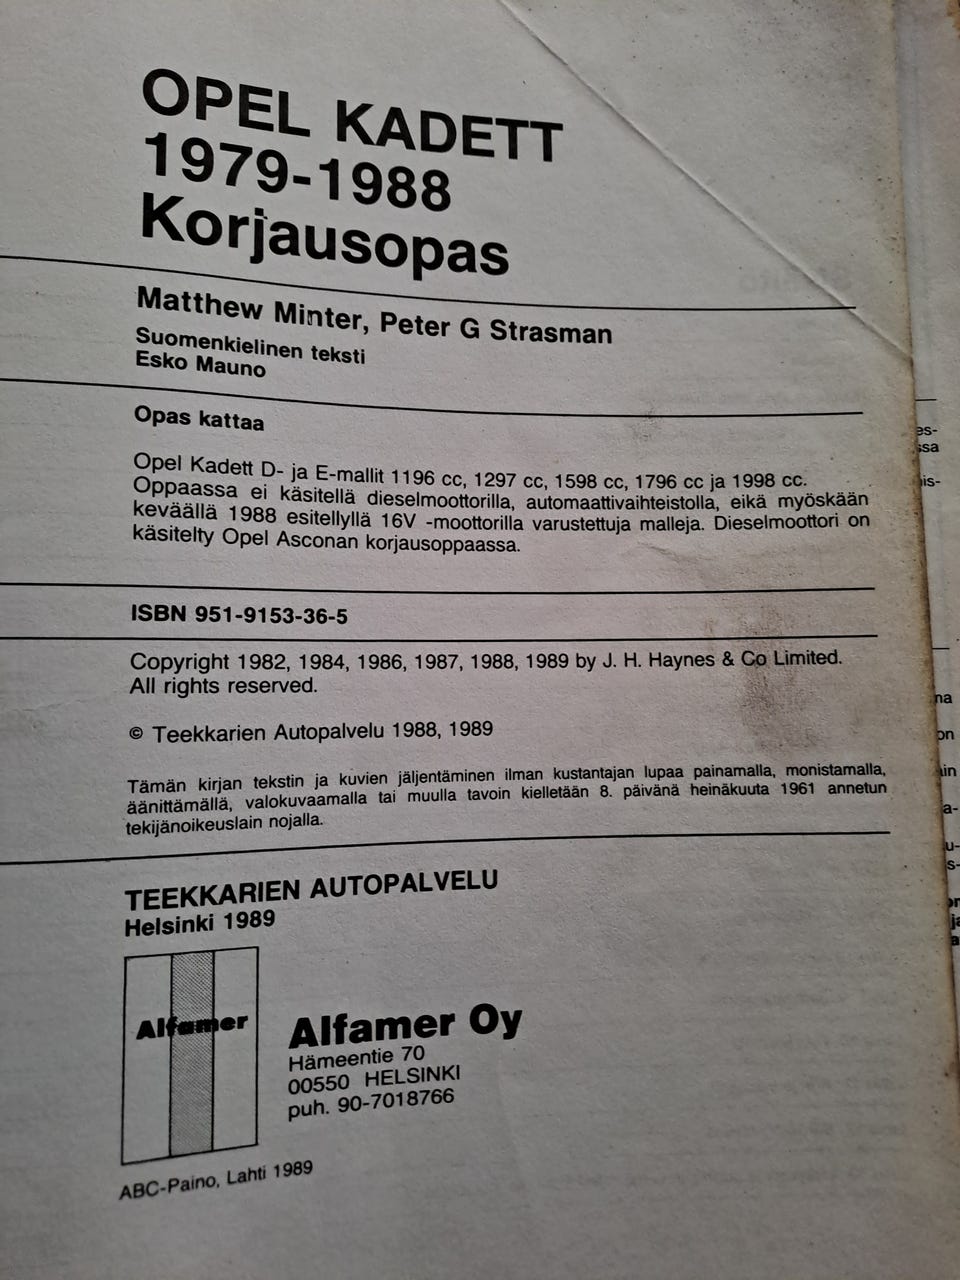 OPEL KADETT
1979-1988
Korjausopas
Matthew Minter, Peter G Strasman
Suomenkielinen teksti
Esko Mauno
Opas kattaa
Opel Kadett D- ja E-mallit 1196 cc, 1297 cc, 1598 cc, 1796 cc ja 1998 cc.
Oppaassa ei käsitellä dieselmoottorilla, automaattivaihteistolla, eikä myöskään
keväällä 1988 esitellyllä 16V -moottorilla varustettuja malleja. Dieselmoottori on
käsitelty Opel Asconan korjausoppaassa.
ISBN 951-9153-36-5
Copyright 1982, 1984, 1986, 1987, 1988, 1989 by J. H. Haynes & Co Limited.
All rights reserved.
© Teekkarien Autopalvelu 1988, 1989
Tämän kirjan tekstin ja kuvien jäljentäminen ilman kustantajan lupaa painamalla, monistamalla,
äänittämällä, valokuvaamalla tai muulla tavoin kielletään 8. päivänä heinäkuuta 1961 annetun
tekijänoikeuslain nojalla.
TEEKKARIEN AUTOPALVELU
Helsinki 1989
Alfamer
Alfamer Oy
Hämeentie 70
00550 HELSINKI
puh. 90-7018766
ABC-Paino, Lahti 1989